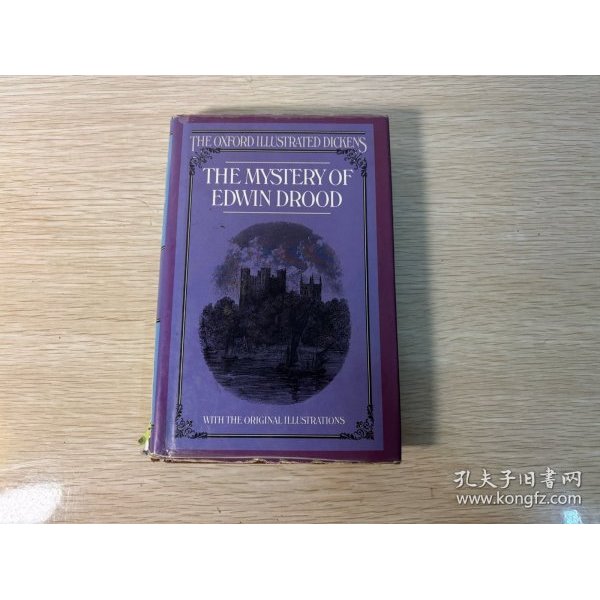 THE OXFORD ILLUSTRATED DICKENS
THE MYSTERY OF
EDWIN DROOD
WITH THE ORIGINAL ILLUSTRATIONS
孔夫子旧書网
www.kongfz.com